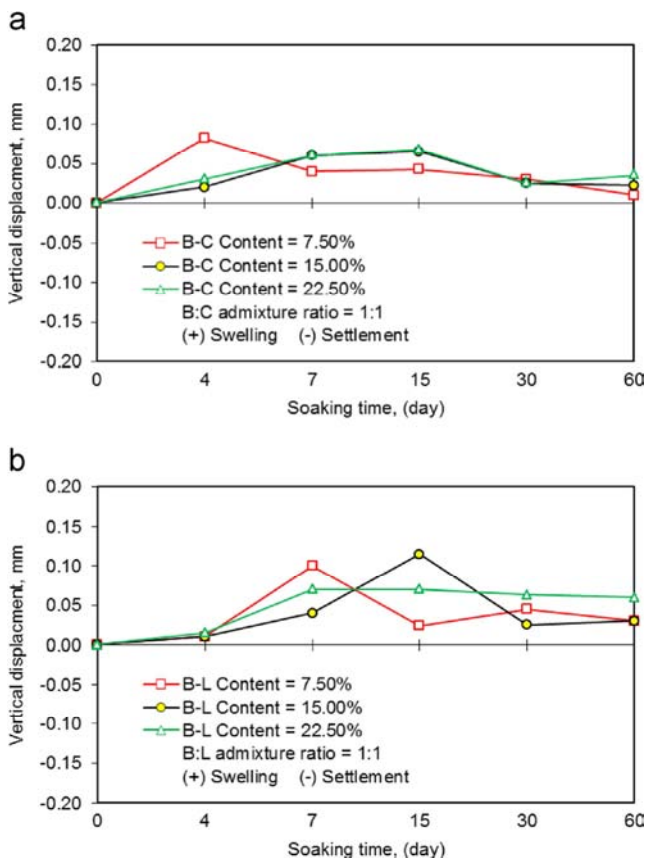 a
0.20
0.15
0.10
0.05
0.00
-0.05
-0.10
-0.15
-0.20
Vertical displacment, mm
B-C Content = 7.50%
B-C Content = 15.00%
B-C Content = 22.50%
B:C admixture ratio = 1:1
(+) Swelling (-) Settlement
0 4 7 15 30 60
Soaking time, (day)
b
0.20
0.15
0.10
0.05
0.00
-0.05
-0.10
-0.15
-0.20
Vertical displacment, mm
B-L Content = 7.50%
B-L Content = 15.00%
B-L Content = 22.50%
B:L admixture ratio = 1:1
(+) Swelling (-) Settlement
0 4 7 15 30 60
Soaking time, (day)